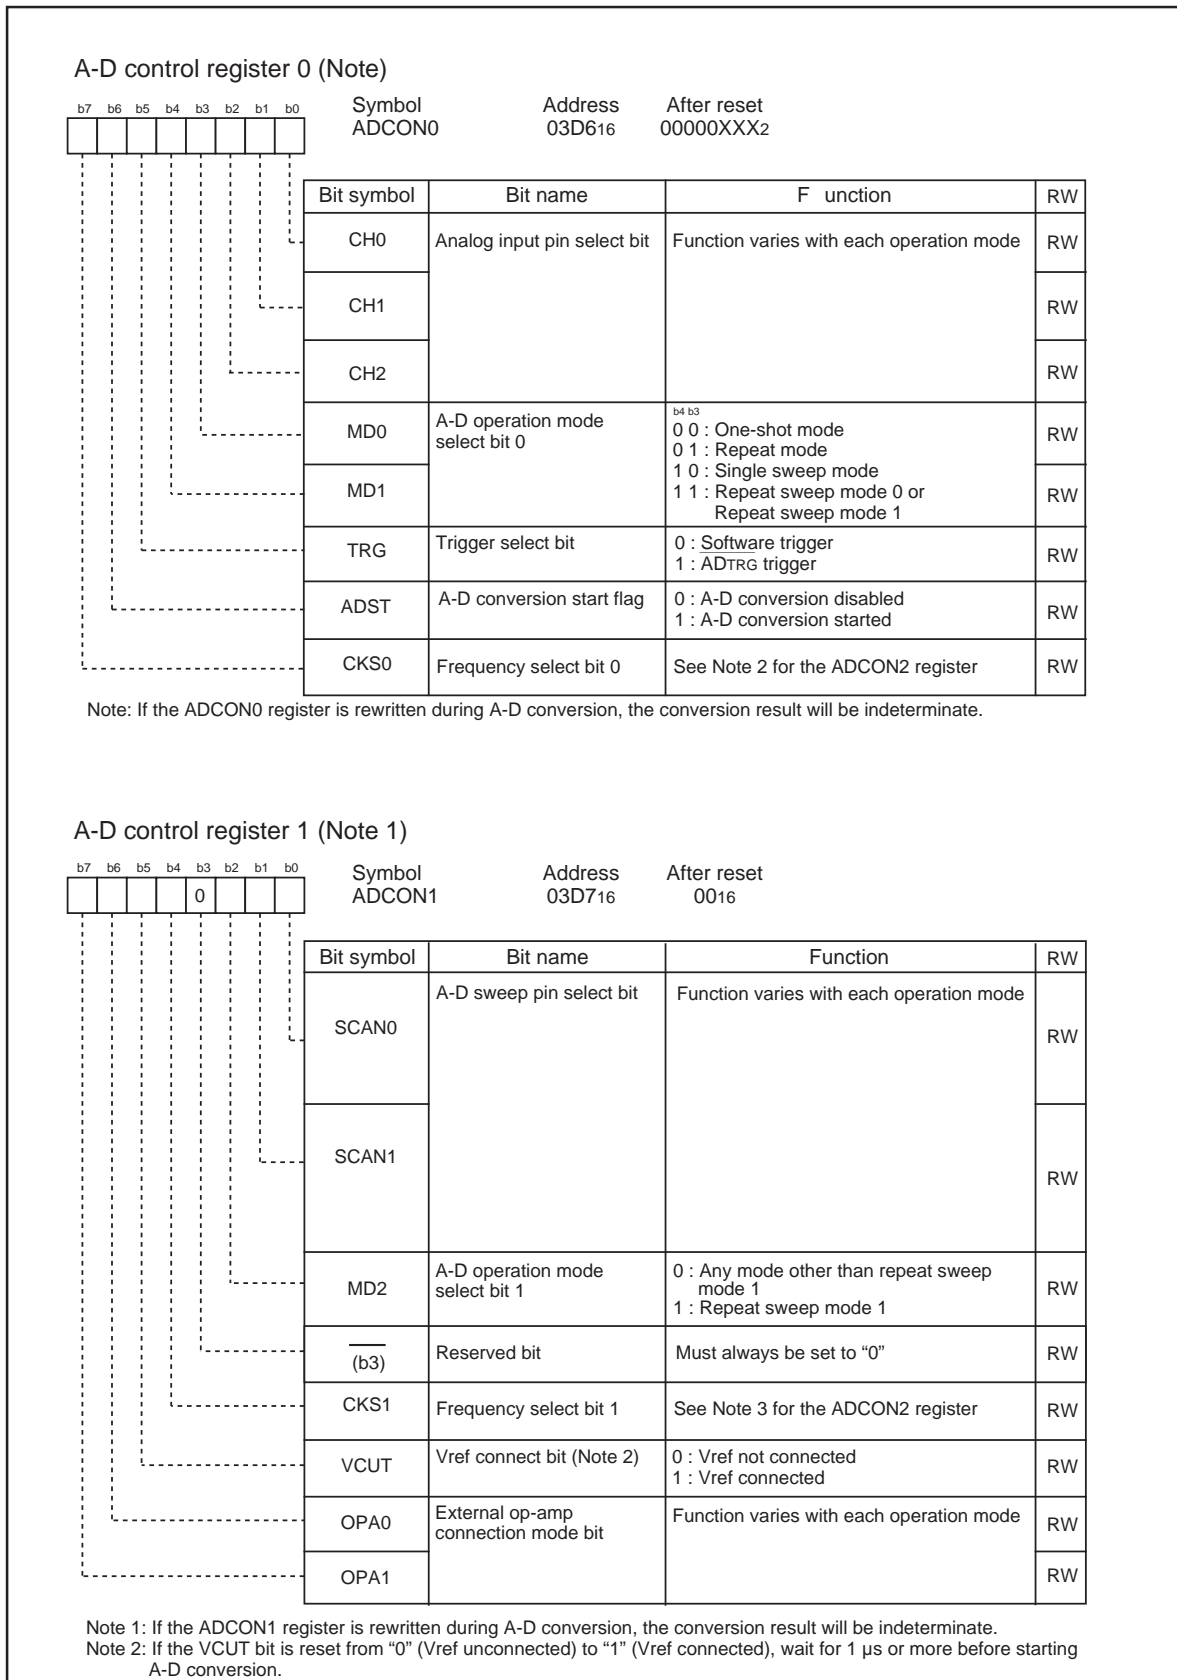 A-D control register 0 (Note)
b7 b6 b5 b4 b3 b2 b1 b0
Symbol Address After reset
ADCON0 03D616 00000XXX2
Bit symbol Bit name F unction RW
CH0 Analog input pin select bit Function varies with each operation mode RW
CH1 RW
CH2 RW
MD0 A-D operation mode select bit 0 RW
b4 b3
0 0 : One-shot mode
0 1 : Repeat mode
1 0 : Single sweep mode
1 1 : Repeat sweep mode 0 or
Repeat sweep mode 1
MD1 RW
TRG Trigger select bit 0 : Software trigger RW
1 : ADTRG trigger
ADST A-D conversion start flag 0 : A-D conversion disabled RW
1 : A-D conversion started
CKS0 Frequency select bit 0 See Note 2 for the ADCON2 register RW
Note: If the ADCON0 register is rewritten during A-D conversion, the conversion result will be indeterminate.
A-D control register 1 (Note 1)
b7 b6 b5 b4 b3 b2 b1 b0
0
Symbol Address After reset
ADCON1 03D716 0016
Bit symbol Bit name Function RW
SCAN0 A-D sweep pin select bit Function varies with each operation mode RW
SCAN1 RW
MD2 A-D operation mode select bit 1 RW
0 : Any mode other than repeat sweep
mode 1
1 : Repeat sweep mode 1
(b3) Reserved bit Must always be set to “0” RW
CKS1 Frequency select bit 1 See Note 3 for the ADCON2 register RW
VCUT Vref connect bit (Note 2) 0 : Vref not connected RW
1 : Vref connected
OPA0 External op-amp connection mode bit Function varies with each operation mode RW
OPA1 RW
Note 1: If the ADCON1 register is rewritten during A-D conversion, the conversion result will be indeterminate.
Note 2: If the VCUT bit is reset from “0” (Vref unconnected) to “1” (Vref connected), wait for 1 µs or more before starting
A-D conversion.